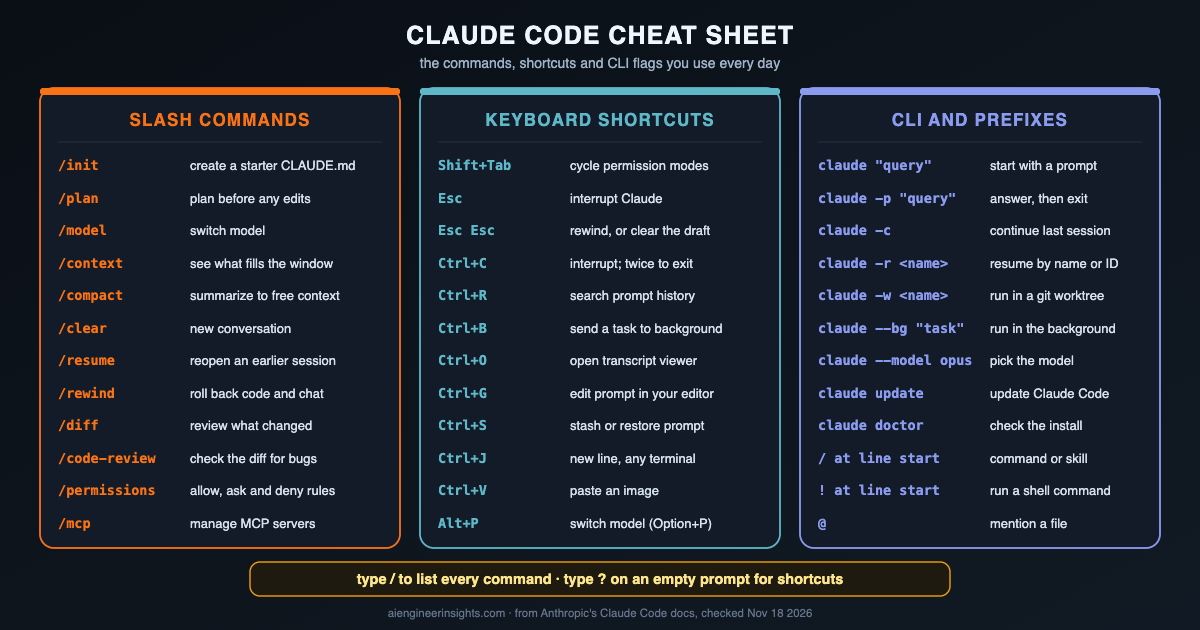 CLAUDE CODE CHEAT SHEET
the commands, shortcuts and CLI flags you use every day
SLASH COMMANDS
/init create a starter CLAUDE.md
/plan plan before any edits
/model switch model
/context see what fills the window
/compact summarize to free context
/clear new conversation
/resume reopen an earlier session
/rewind roll back code and chat
/diff review what changed
/code-review check the diff for bugs
/permissions allow, ask and deny rules
/mcp manage MCP servers
KEYBOARD SHORTCUTS
Shift+Tab cycle permission modes
Esc interrupt Claude
Esc Esc rewind, or clear the draft
Ctrl+C interrupt; twice to exit
Ctrl+R search prompt history
Ctrl+B send a task to background
Ctrl+O open transcript viewer
Ctrl+G edit prompt in your editor
Ctrl+S stash or restore prompt
Ctrl+J new line, any terminal
Ctrl+V paste an image
Alt+P switch model (Option+P)
CLI AND PREFIXES
claude "query" start with a prompt
claude -p "query" answer, then exit
claude -c continue last session
claude -r <name> resume by name or ID
claude -w <name> run in a git worktree
claude --bg "task" run in the background
claude --model opus pick the model
claude update update Claude Code
claude doctor check the install
/ at line start command or skill
! at line start run a shell command
@ mention a file
type / to list every command · type ? on an empty prompt for shortcuts
aiengineerinsights.com · from Anthropic's Claude Code docs, checked Nov 18 2026